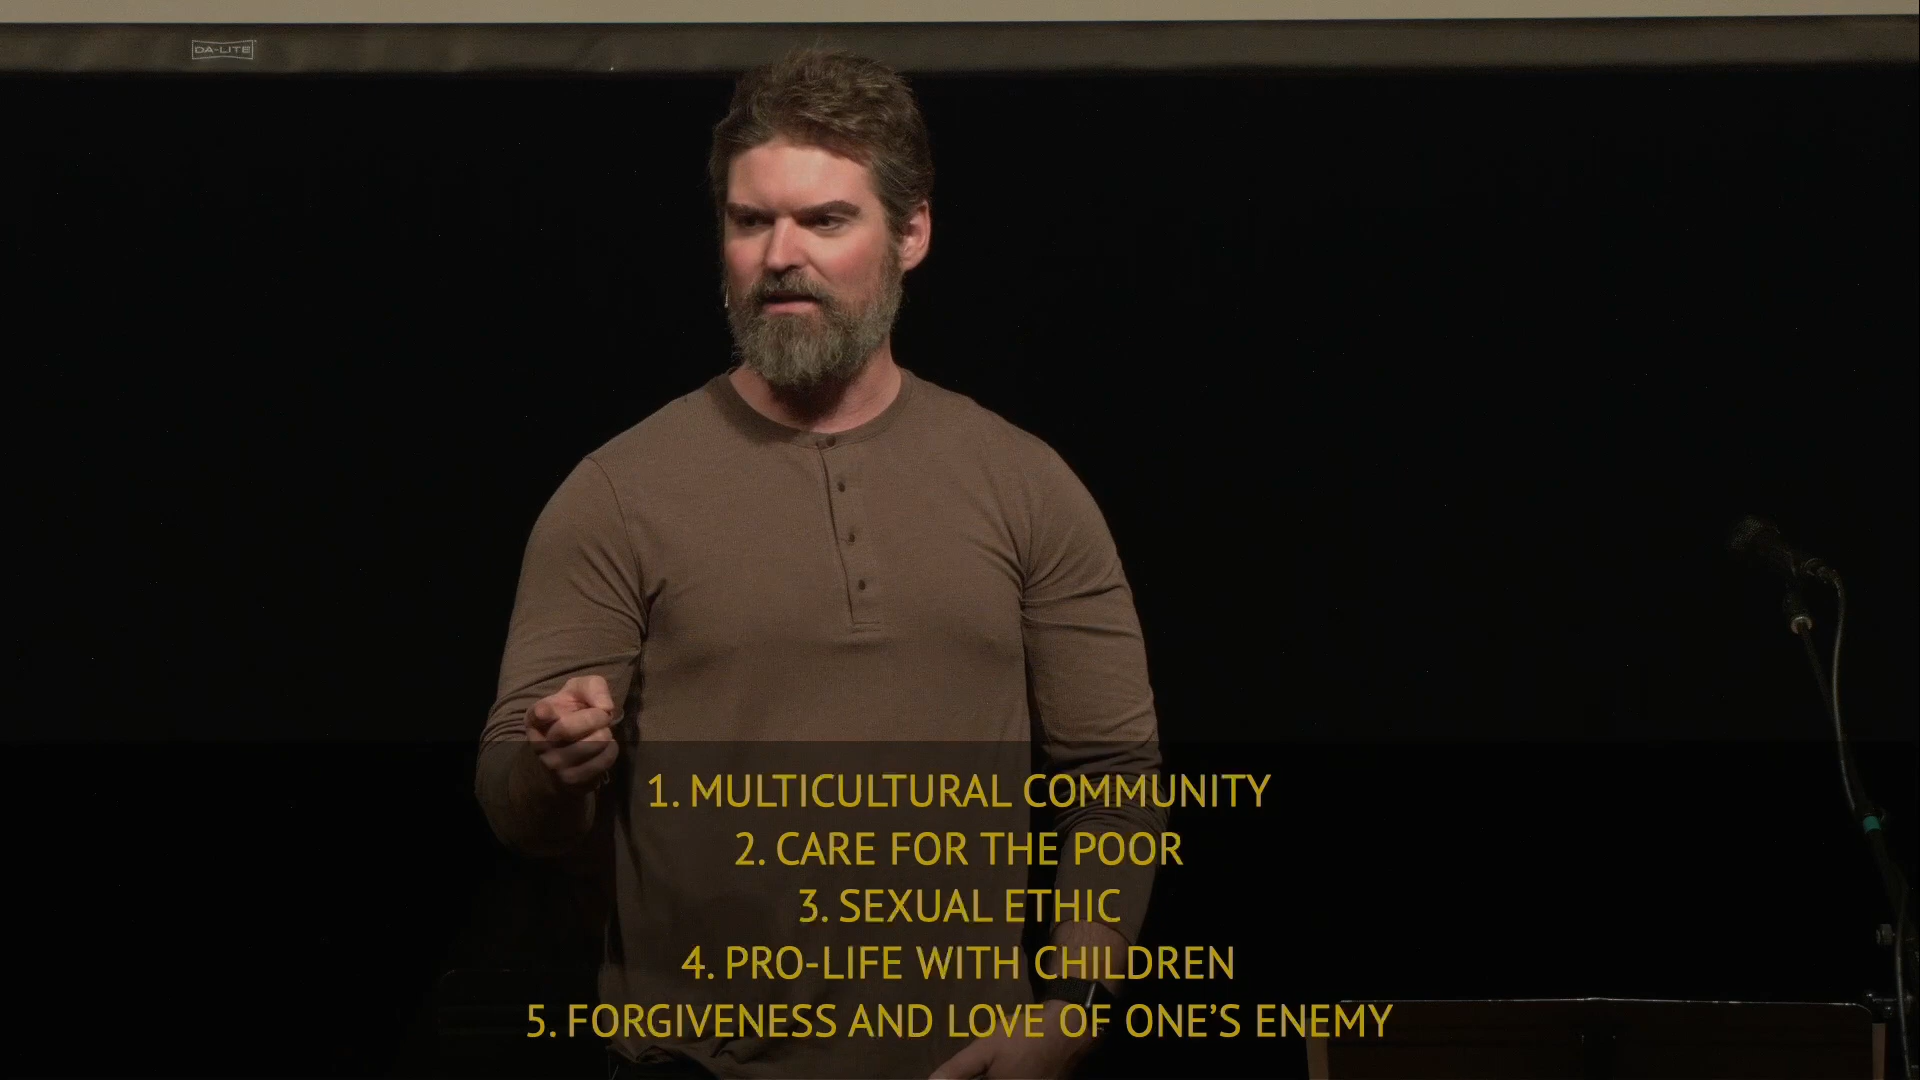 DA-LITE
1. MULTICULTURAL COMMUNITY
2. CARE FOR THE POOR
3. SEXUAL ETHIC
4. PRO-LIFE WITH CHILDREN
5. FORGIVENESS AND LOVE OF ONE’S ENEMY